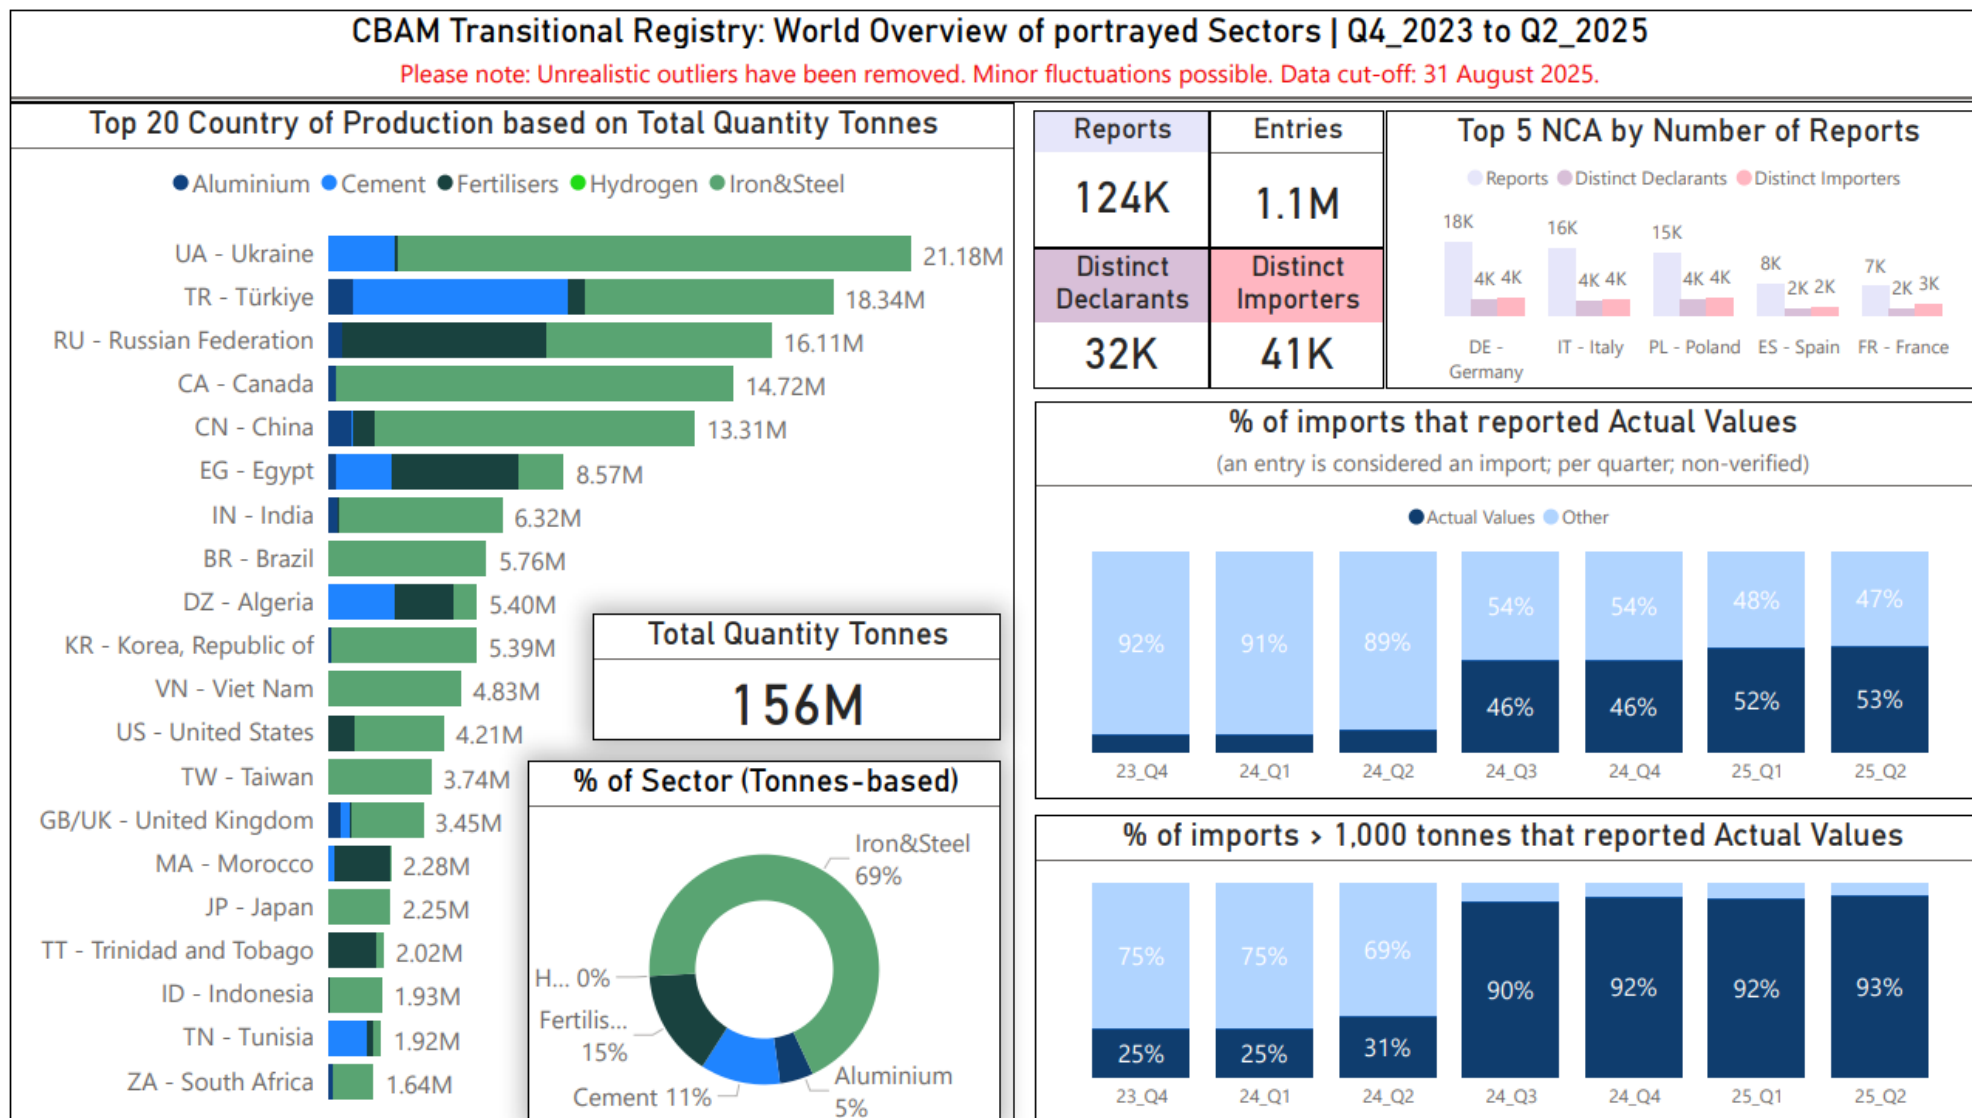 CBAM Transitional Registry: World Overview of portrayed Sectors | Q4_2023 to Q2_2025
Please note: Unrealistic outliers have been removed. Minor fluctuations possible. Data cut-off: 31 August 2025.
Top 20 Country of Production based on Total Quantity Tonnes
Aluminium Cement Fertilisers Hydrogen Iron&Steel
UA - Ukraine 21.18M
TR - Türkiye 18.34M
RU - Russian Federation 16.11M
CA - Canada 14.72M
CN - China 13.31M
EG - Egypt 8.57M
IN - India 6.32M
BR - Brazil 5.76M
DZ - Algeria 5.40M
KR - Korea, Republic of 5.39M
VN - Viet Nam 4.83M
US - United States 4.21M
TW - Taiwan 3.74M
GB/UK - United Kingdom 3.45M
MA - Morocco 2.28M
JP - Japan 2.25M
TT - Trinidad and Tobago 2.02M
ID - Indonesia 1.93M
TN - Tunisia 1.92M
ZA - South Africa 1.64M
Total Quantity Tonnes
156M
% of Sector (Tonnes-based)
Iron&Steel
69%
H... 0%
Fertilis...
15%
Cement 11%
Aluminium
5%
Reports
124K
Entries
1.1M
Distinct
Declarants
32K
Distinct
Importers
41K
Top 5 NCA by Number of Reports
Reports Distinct Declarants Distinct Importers
18K 4K 4K
16K 4K 4K
15K 4K 4K
8K 2K 2K
7K 2K 3K
DE -
Germany
IT - Italy
PL - Poland
ES - Spain
FR - France
% of imports that reported Actual Values
(an entry is considered an import; per quarter; non-verified)
Actual Values Other
92% 91% 89% 54% 54% 48% 47%
46% 46% 52% 53%
23_Q4 24_Q1 24_Q2 24_Q3 24_Q4 25_Q1 25_Q2
% of imports > 1,000 tonnes that reported Actual Values
75% 75% 69%
25% 25% 31% 90% 92% 92% 93%
23_Q4 24_Q1 24_Q2 24_Q3 24_Q4 25_Q1 25_Q2